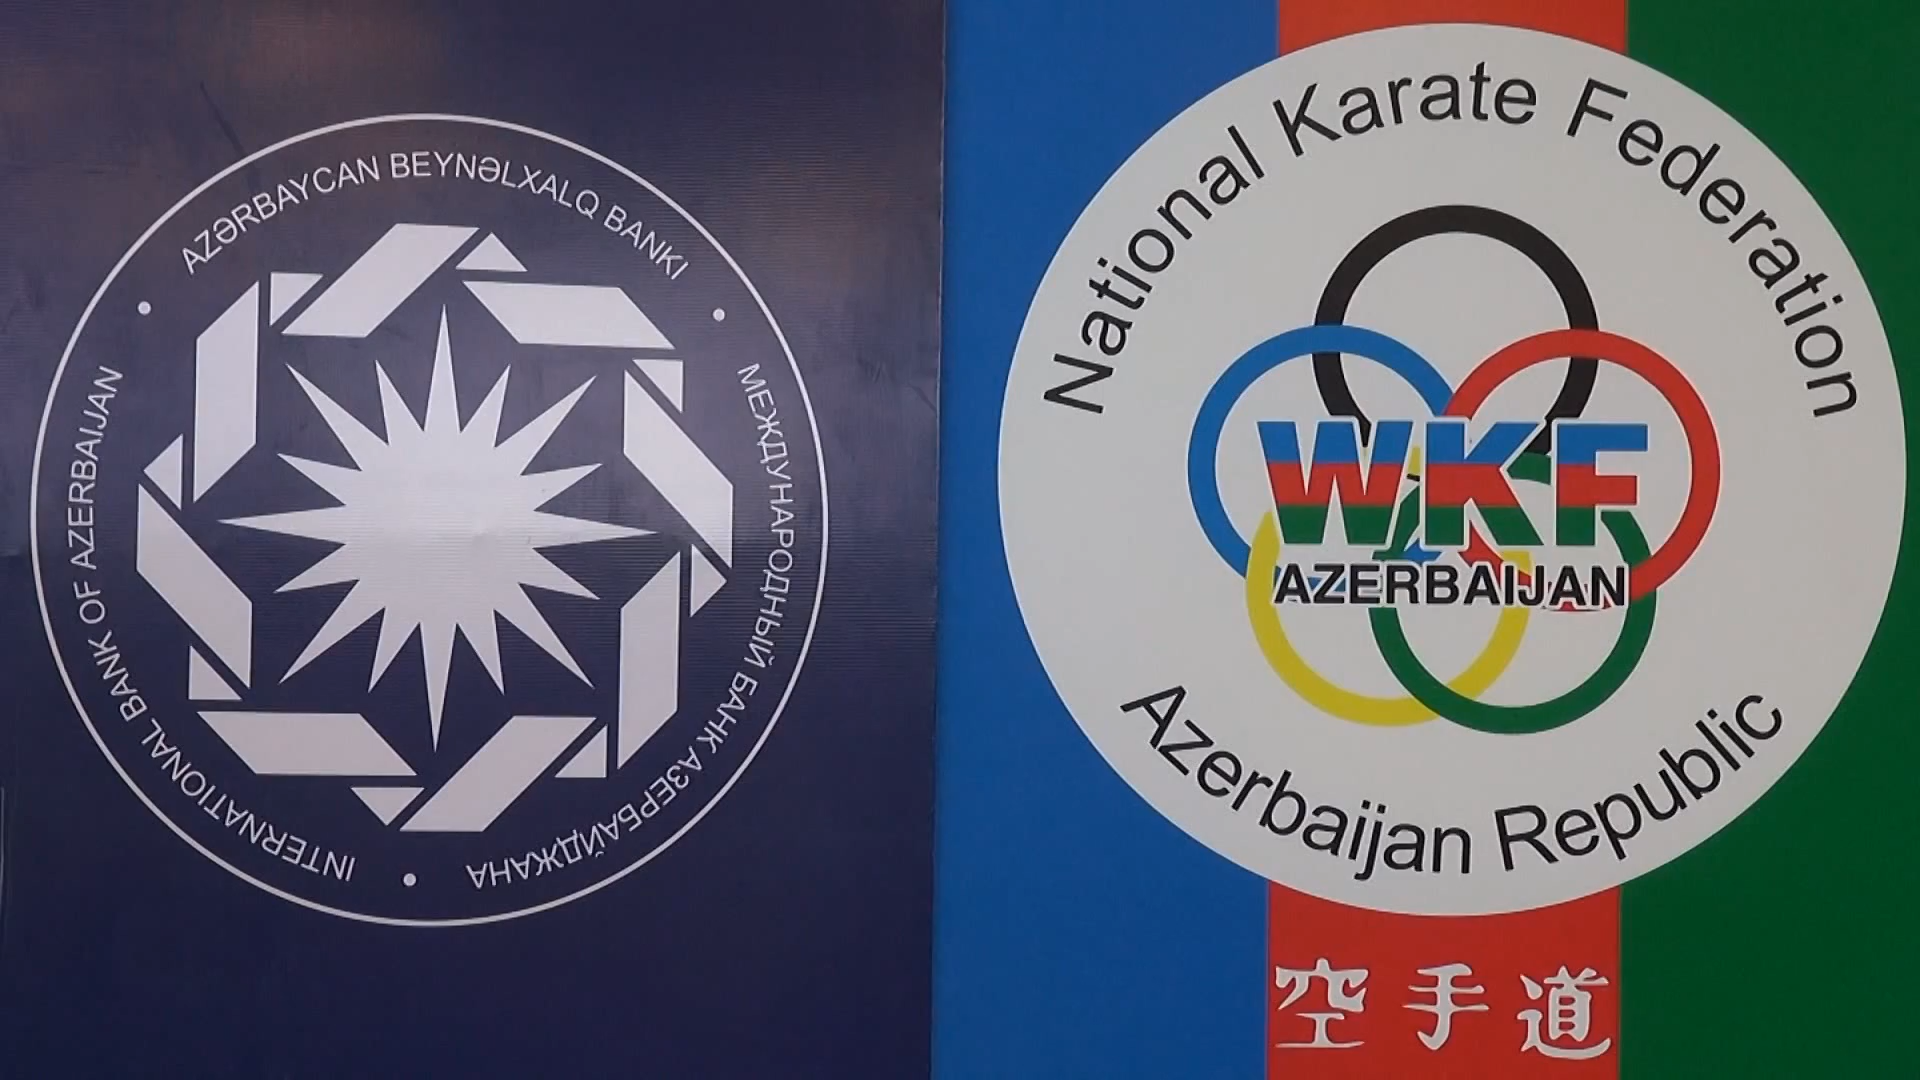 AZƏRBAYCAN BEYNƏLXALQ BANKI
МЕЖДУНАРОДНЫЙ БАНК АЗЕРБАЙДЖАНА
INTERNATIONAL BANK OF AZERBAIJAN
National Karate Federation
WKF
AZERBAIJAN
Azerbaijan Republic
空手道